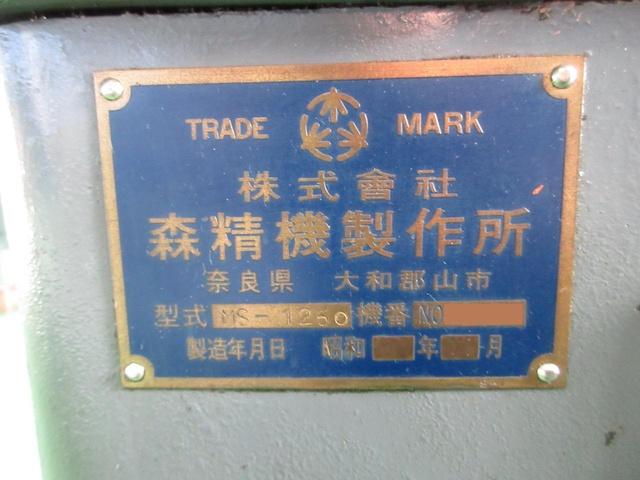 TRADE MARK
株式會社
森精機製作所
奈良県 大和郡山市
型式 MS-1250 機番 NO
製造年月日 昭和 年 月